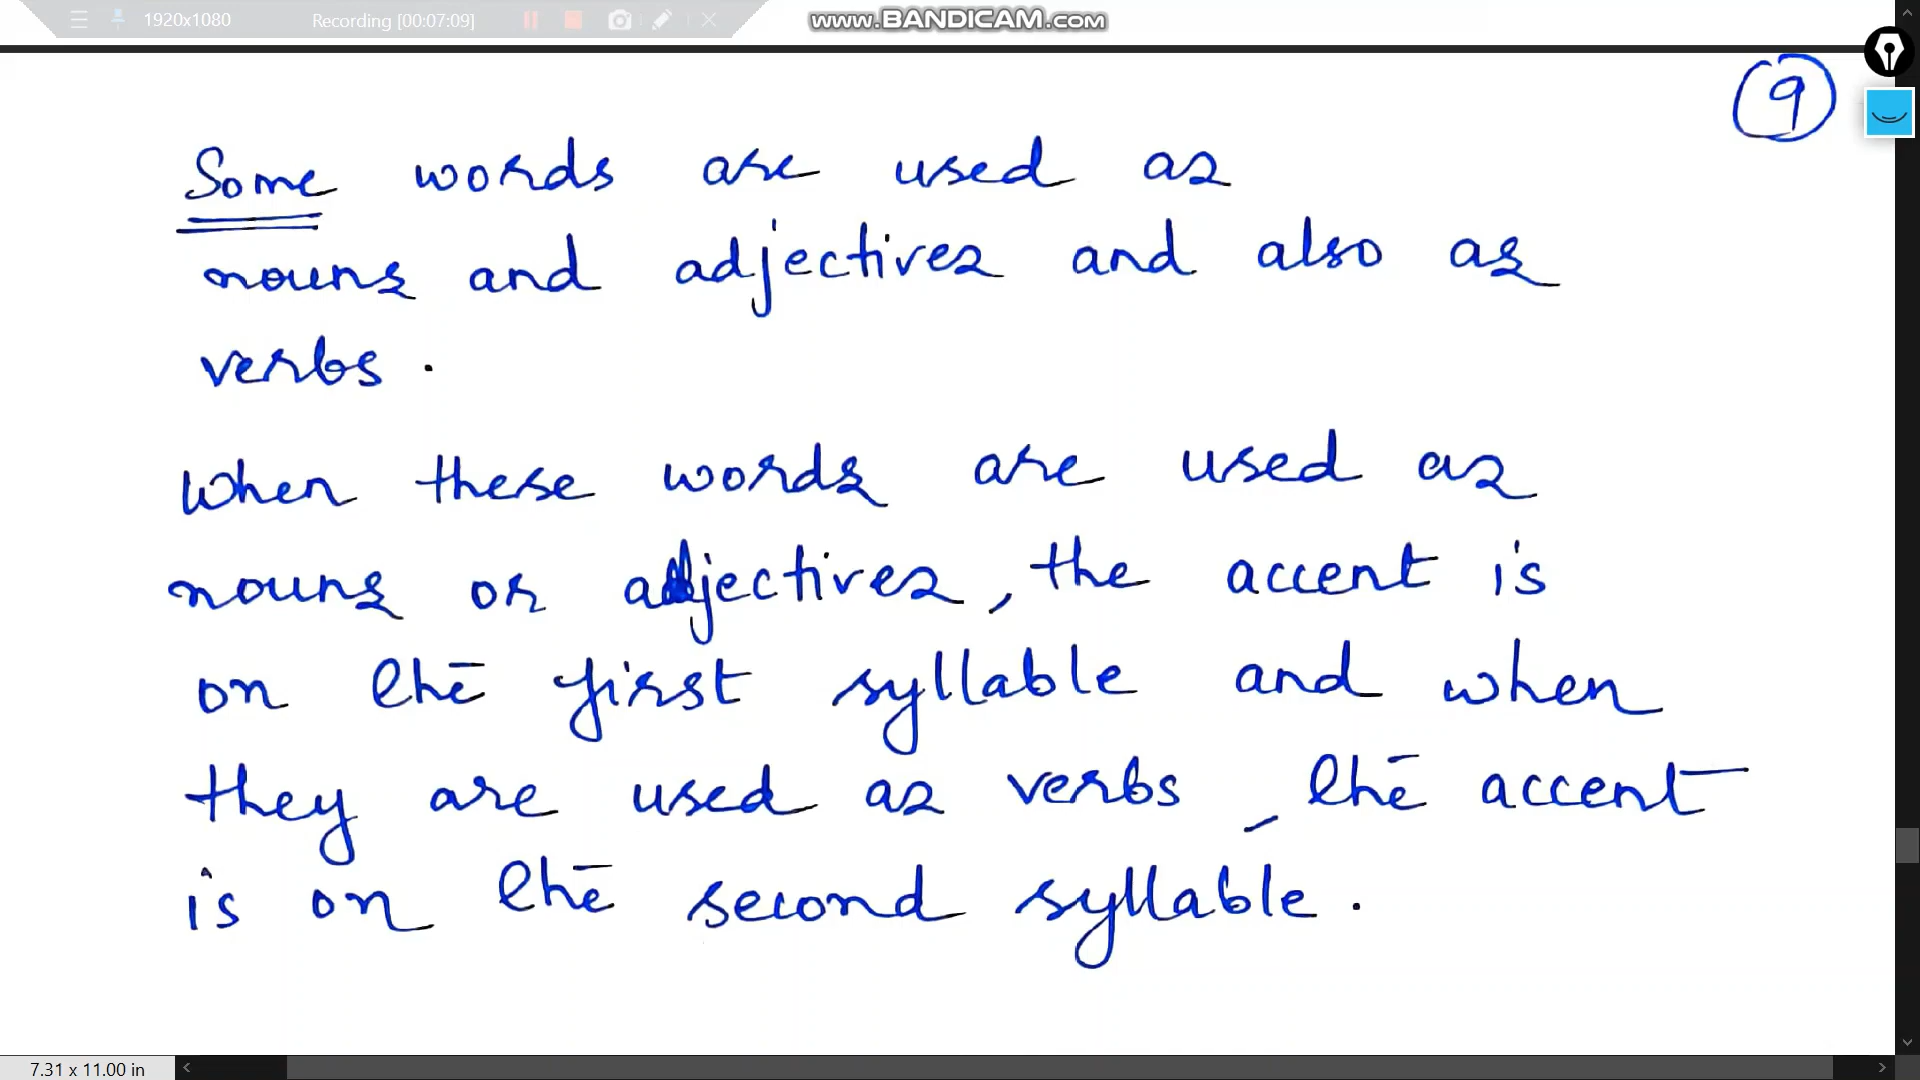 1920x1080 Recording [00:07:09] www.BANDICAM.com
9
Some words are used as
nouns and adjectives and also as
verbs.
When these words are used as
nouns or adjectives, the accent is
on the first syllable and when
they are used as verbs, the accent
is on the second syllable.
7.31 x 11.00 in